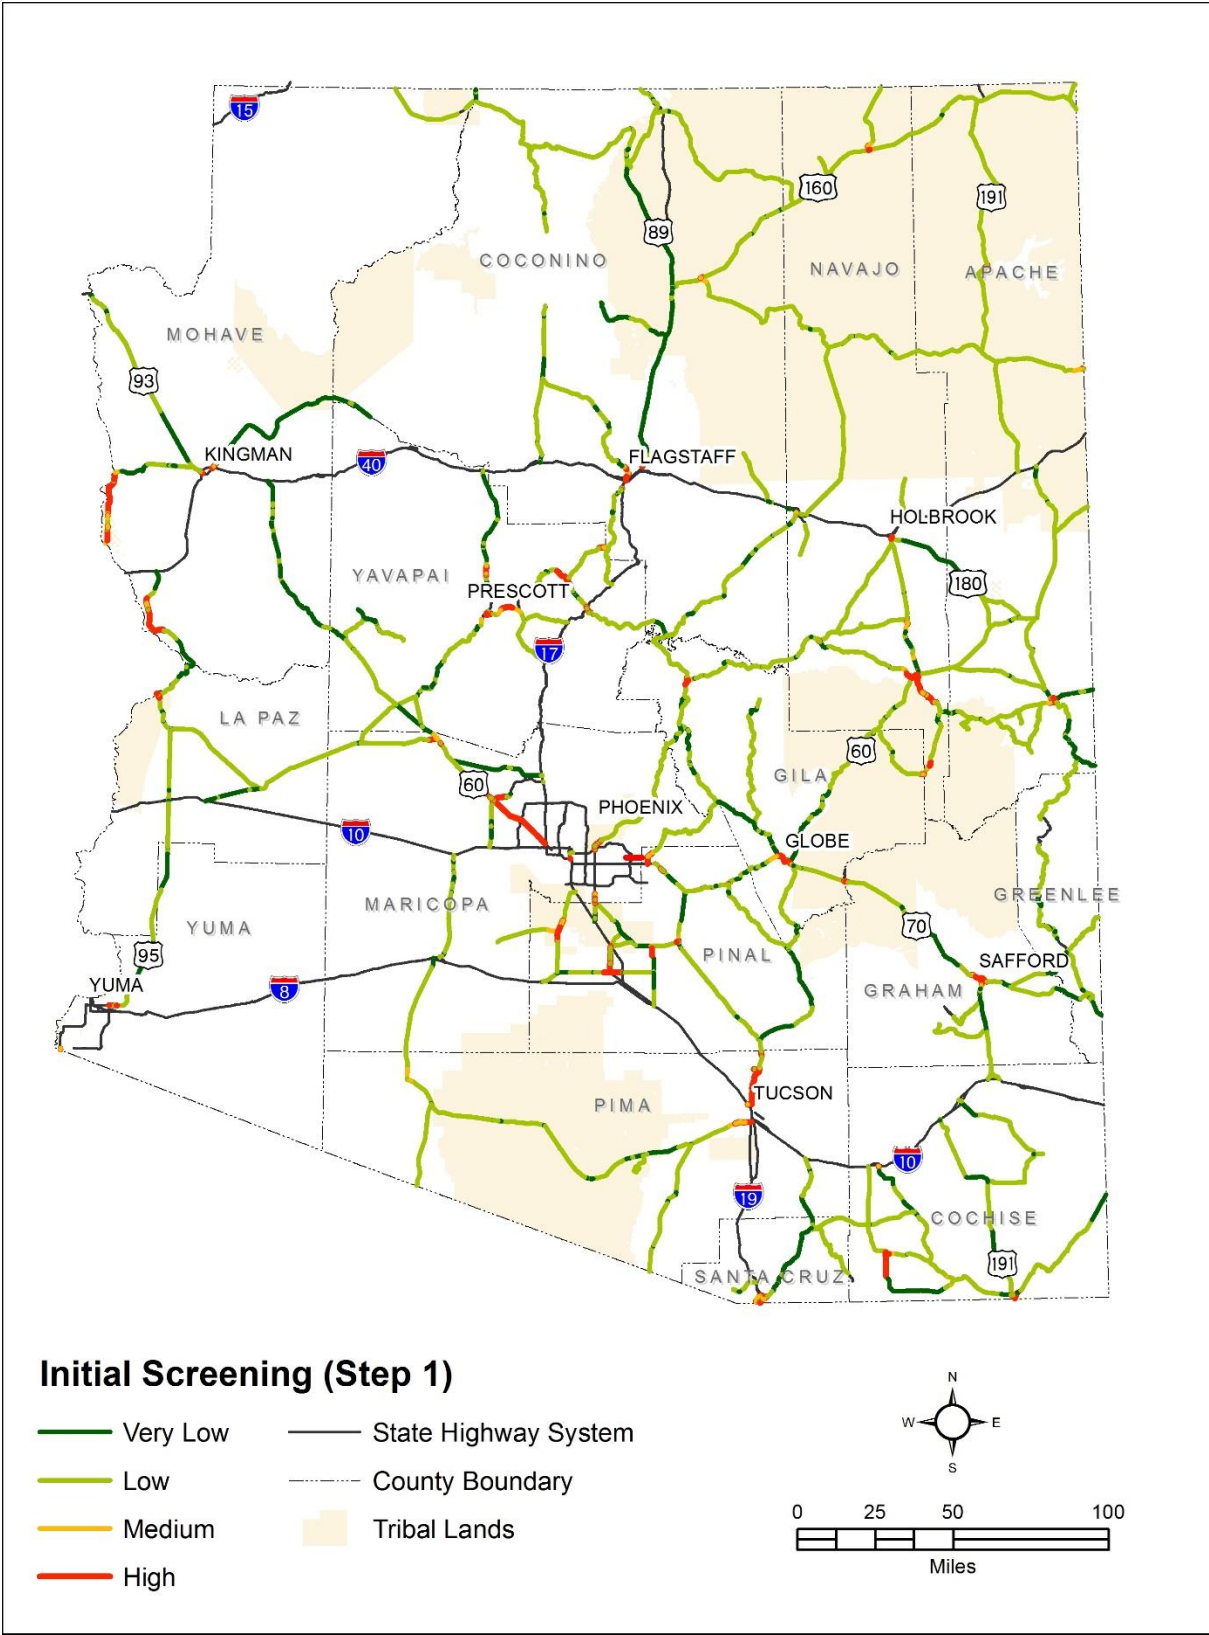 15
160
191
89
COCONINO
NAVAJO
APACHE
MOHAVE
93
KINGMAN
40
FLAGSTAFF
HOLBROOK
YAVAPAI
180
PRESCOTT
17
LA PAZ
60
60
GILA
PHOENIX
10
GLOBE
MARICOPA
GREENLEE
YUMA
70
95
PINAL
SAFFORD
YUMA
8
GRAHAM
TUCSON
PIMA
10
19
COCHISE
191
SANTA CRUZ
Initial Screening (Step 1)
Very Low
State Highway System
Low
County Boundary
Medium
Tribal Lands
High
N
W
E
S
0 25 50 100
Miles